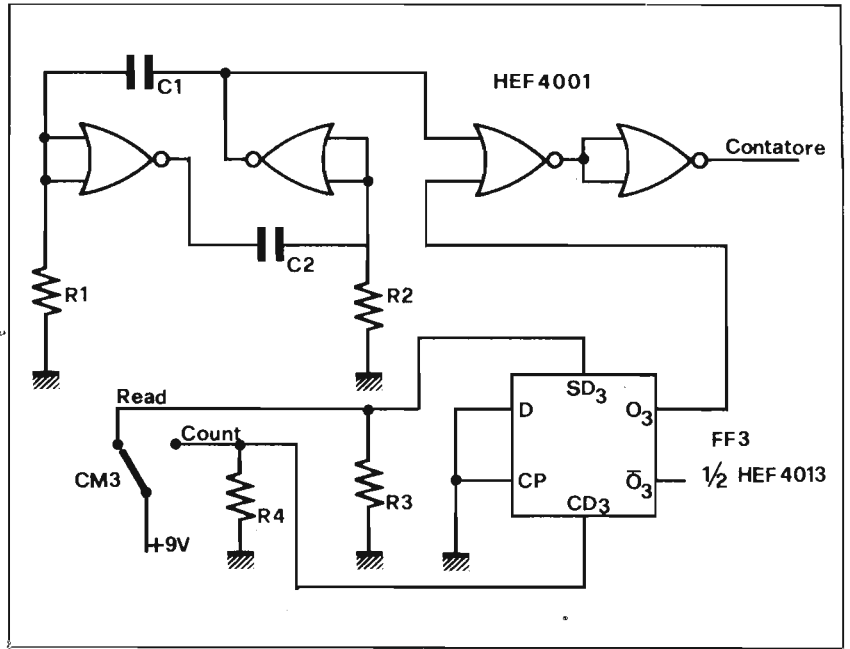 C1
HEF4001
Contatore
C2
R1
R2
Read
SD3
Count
D
O3
FF3
CM3
CP
O̅3
½ HEF4013
R4
R3
CD3
+9V